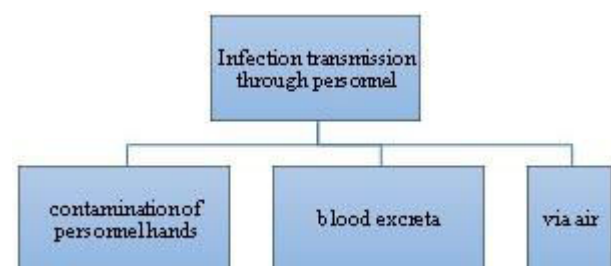 Infection transmission
through personnel
contamination of
personnel hands
blood excreta
via air